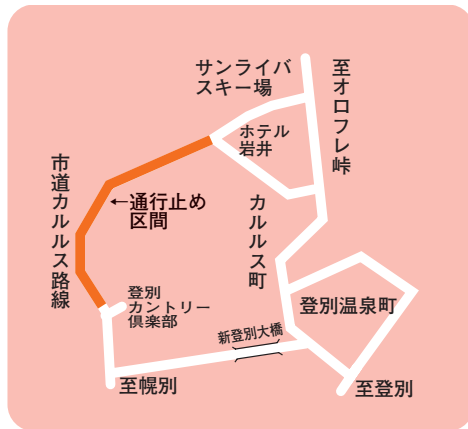 サンライバ
スキー場
至オロフレ峠
ホテル
岩井
市道カルルス路線
←通行止め
区間
カルルス町
登別
カントリー
倶楽部
登別温泉町
新登別大橋
至幌別
至登別